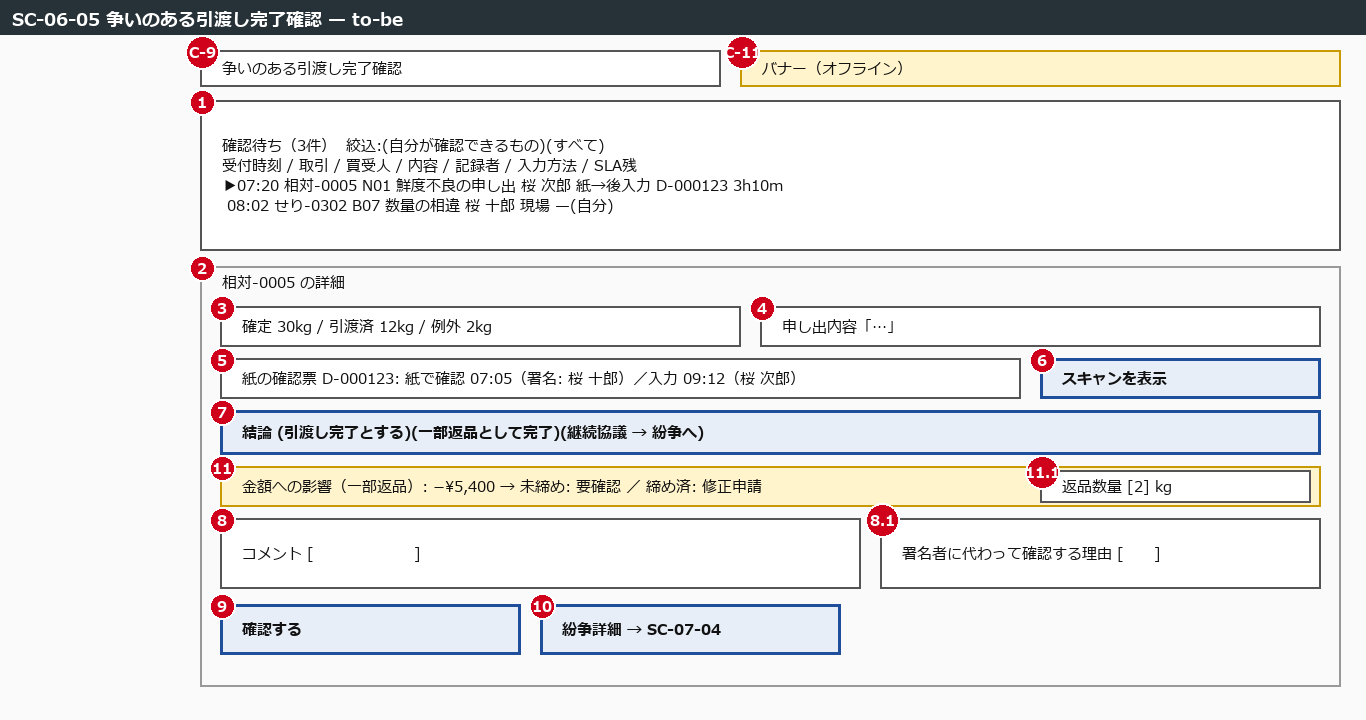 SC-06-05 争いのある引渡し完了確認 — to-be
C-9
争いのある引渡し完了確認
C-11
バナー（オフライン）
1
確認待ち（3件） 絞込:(自分が確認できるもの)(すべて)
受付時刻 / 取引 / 買受人 / 内容 / 記録者 / 入力方法 / SLA残
▶07:20 相対-0005 N01 鮮度不良の申し出 桜 次郎 紙→後入力 D-000123 3h10m
08:02 せり-0302 B07 数量の相違 桜 十郎 現場 —(自分)
2
相対-0005 の詳細
3
確定 30kg / 引渡済 12kg / 例外 2kg
4
申し出内容「…」
5
紙の確認票 D-000123: 紙で確認 07:05（署名: 桜 十郎）／入力 09:12（桜 次郎）
6
スキャンを表示
7
結論 (引渡し完了とする)(一部返品として完了)(継続協議 → 紛争へ)
11
金額への影響（一部返品）: −¥5,400 → 未締め: 要確認 ／ 締め済: 修正申請
11.1
返品数量 [2] kg
8
コメント [ ]
8.1
署名者に代わって確認する理由 [ ]
9
確認する
10
紛争詳細 → SC-07-04